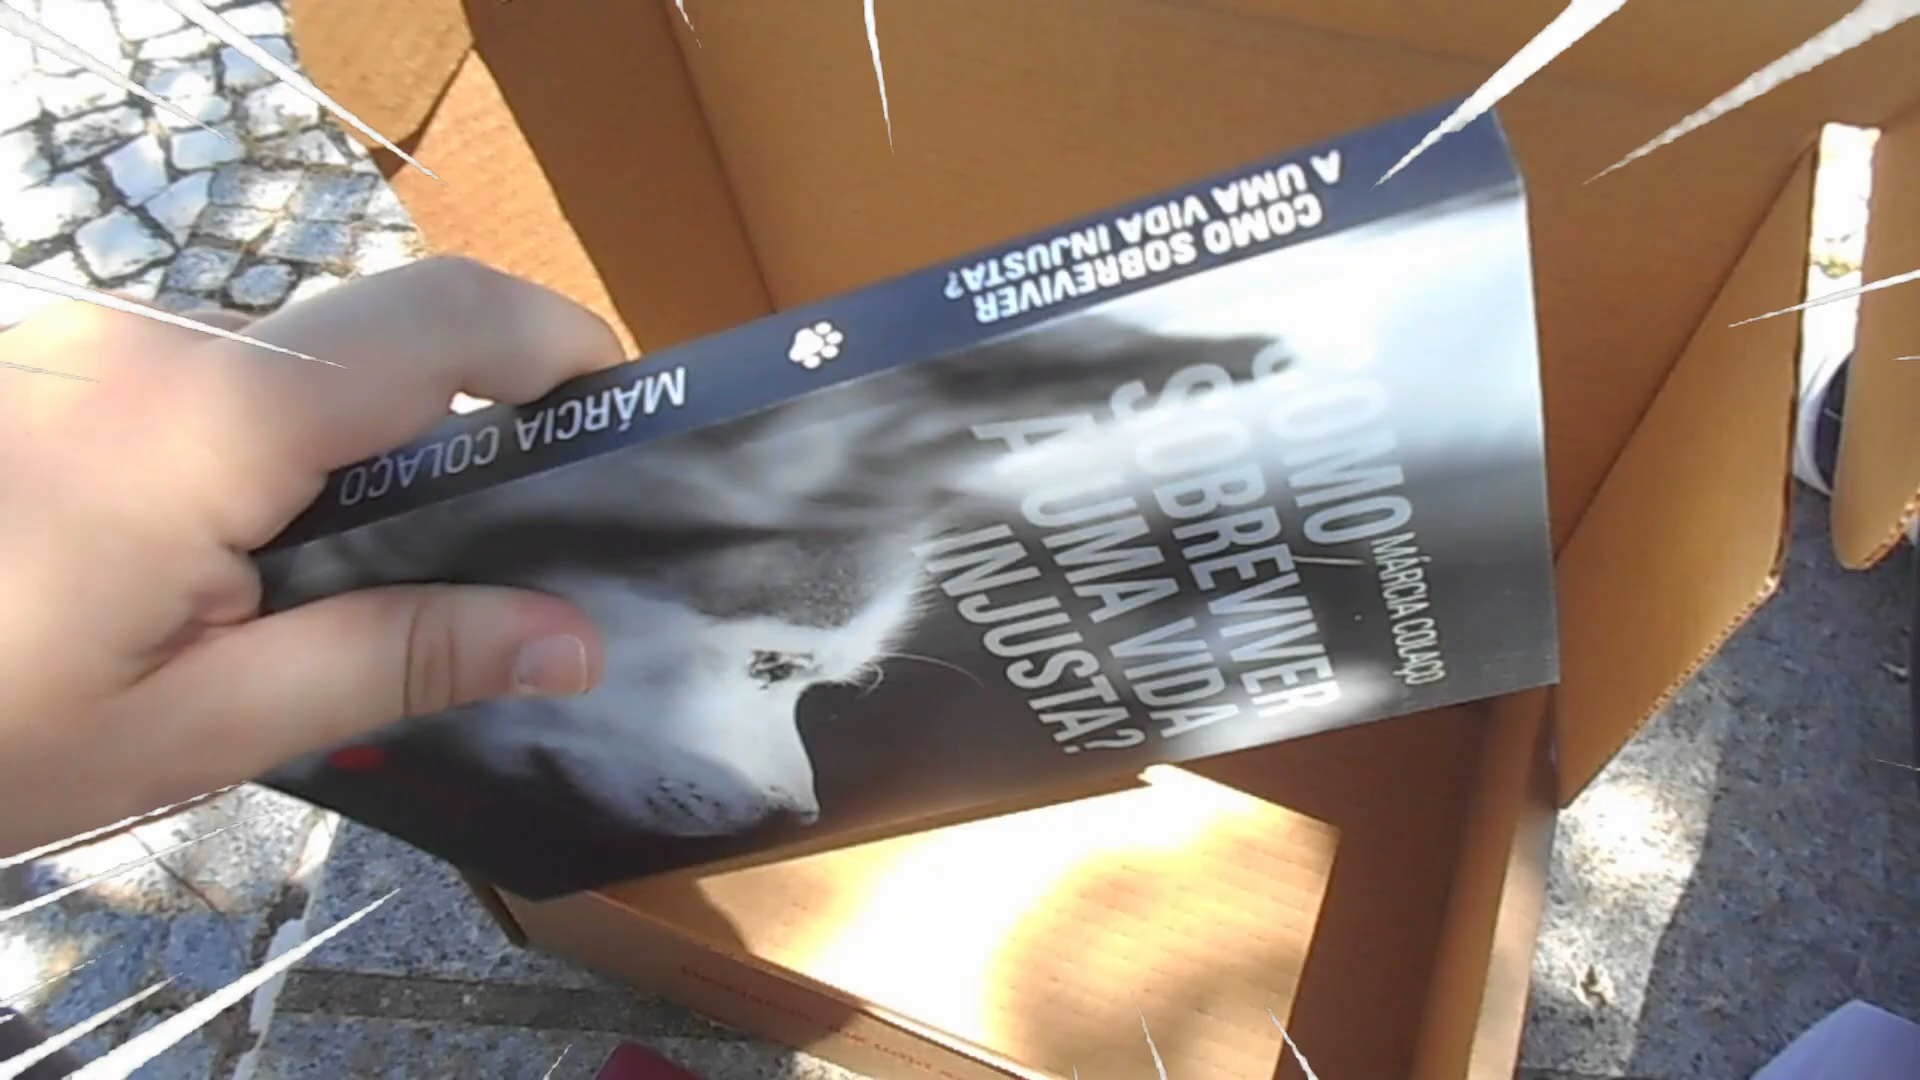 COMO SOBREVIVER
A UMA VIDA INJUSTA?
MÁRCIA COLAÇO
MÁRCIA COLAÇO
COMO
SOBREVIVER
A UMA VIDA
INJUSTA?